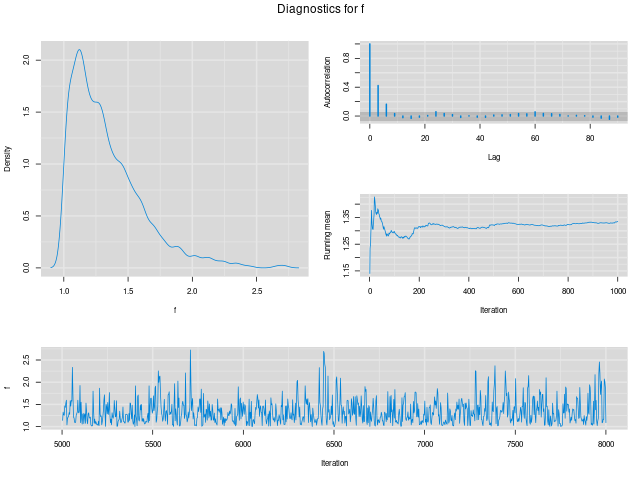 Diagnostics for f
Density
0.0 0.5 1.0 1.5 2.0
1.0 1.5 2.0 2.5
f
Autocorrelation
0.0 0.4 0.8
0 20 40 60 80
Lag
Running mean
1.15 1.25 1.35
0 200 400 600 800 1000
Iteration
f
1.0 1.5 2.0 2.5
5000 5500 6000 6500 7000 7500 8000
Iteration